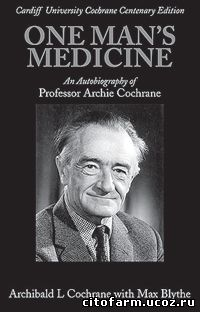 Cardiff University Cochrane Centenary Edition
ONE MAN'S
MEDICINE
An Autobiography of
Professor Archie Cochrane
Archibald L Cochrane with Max Blythe
citofarm.ucoz.ru